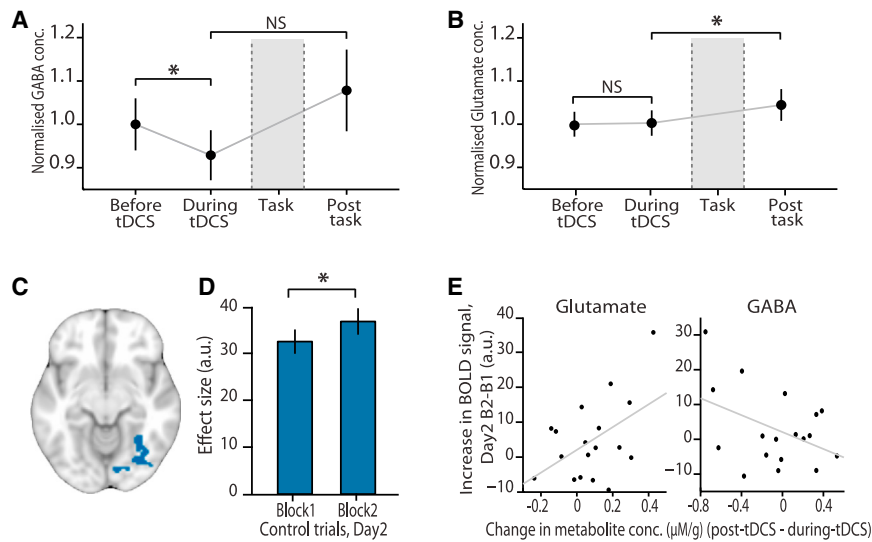 A
Normalised GABA conc.
1.2
1.1
1.0
0.9
*
NS
Before tDCS
During tDCS
Task
Post task
B
Normalised Glutamate conc.
1.2
1.1
1.0
0.9
NS
*
Before tDCS
During tDCS
Task
Post task
C
D
Effect size (a.u.)
40
30
20
10
0
*
Block1 Block2
Control trials, Day2
E
Increase in BOLD signal,
Day2 B2-B1 (a.u.)
Glutamate
40
30
20
10
0
−10
-0.2 0 0.2 0.4
GABA
30
20
10
0
−10
-0.8 -0.4 0 0.4
Change in metabolite conc. (μM/g) (post-tDCS - during-tDCS)